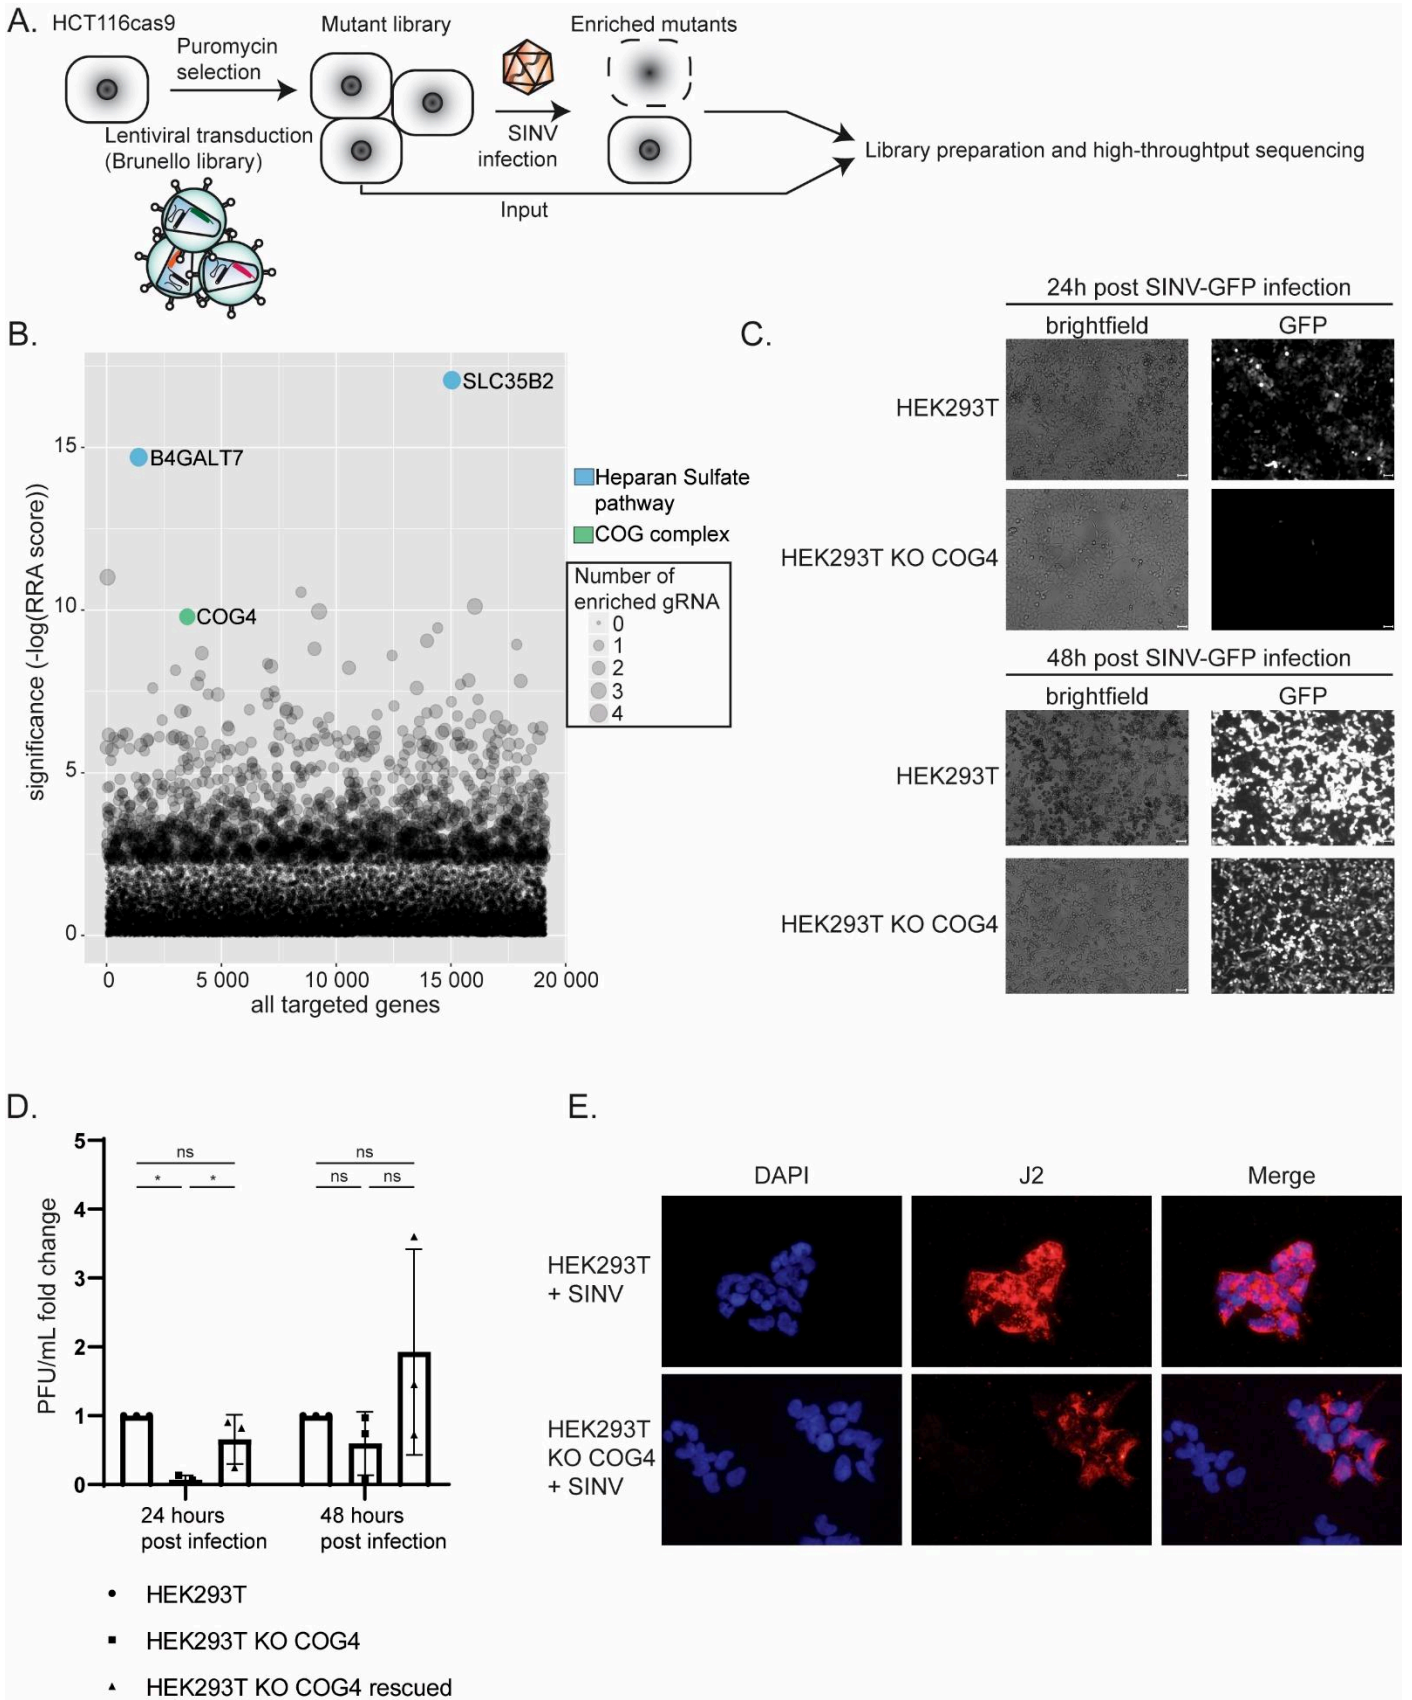 A.
HCT116cas9
Puromycin
selection
Lentiviral transduction
(Brunello library)
Mutant library
SINV
infection
Enriched mutants
Input
Library preparation and high-throughtput sequencing
B.
significance (-log(RRA score))
15
10
5
0
SLC35B2
B4GALT7
COG4
0
5 000
10 000
15 000
20 000
all targeted genes
Heparan Sulfate
pathway
COG complex
Number of
enriched gRNA
0
1
2
3
4
C.
24h post SINV-GFP infection
brightfield
GFP
HEK293T
HEK293T KO COG4
48h post SINV-GFP infection
brightfield
GFP
HEK293T
HEK293T KO COG4
D.
PFU/mL fold change
5
4
3
2
1
0
ns
*
*
ns
ns
ns
24 hours
post infection
48 hours
post infection
HEK293T
HEK293T KO COG4
HEK293T KO COG4 rescued
E.
DAPI
J2
Merge
HEK293T
+ SINV
HEK293T
KO COG4
+ SINV